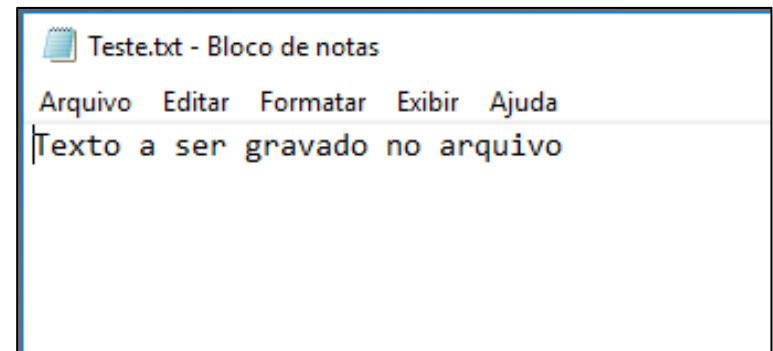 Teste.txt - Bloco de notas
Arquivo Editar Formatar Exibir Ajuda
Texto a ser gravado no arquivo